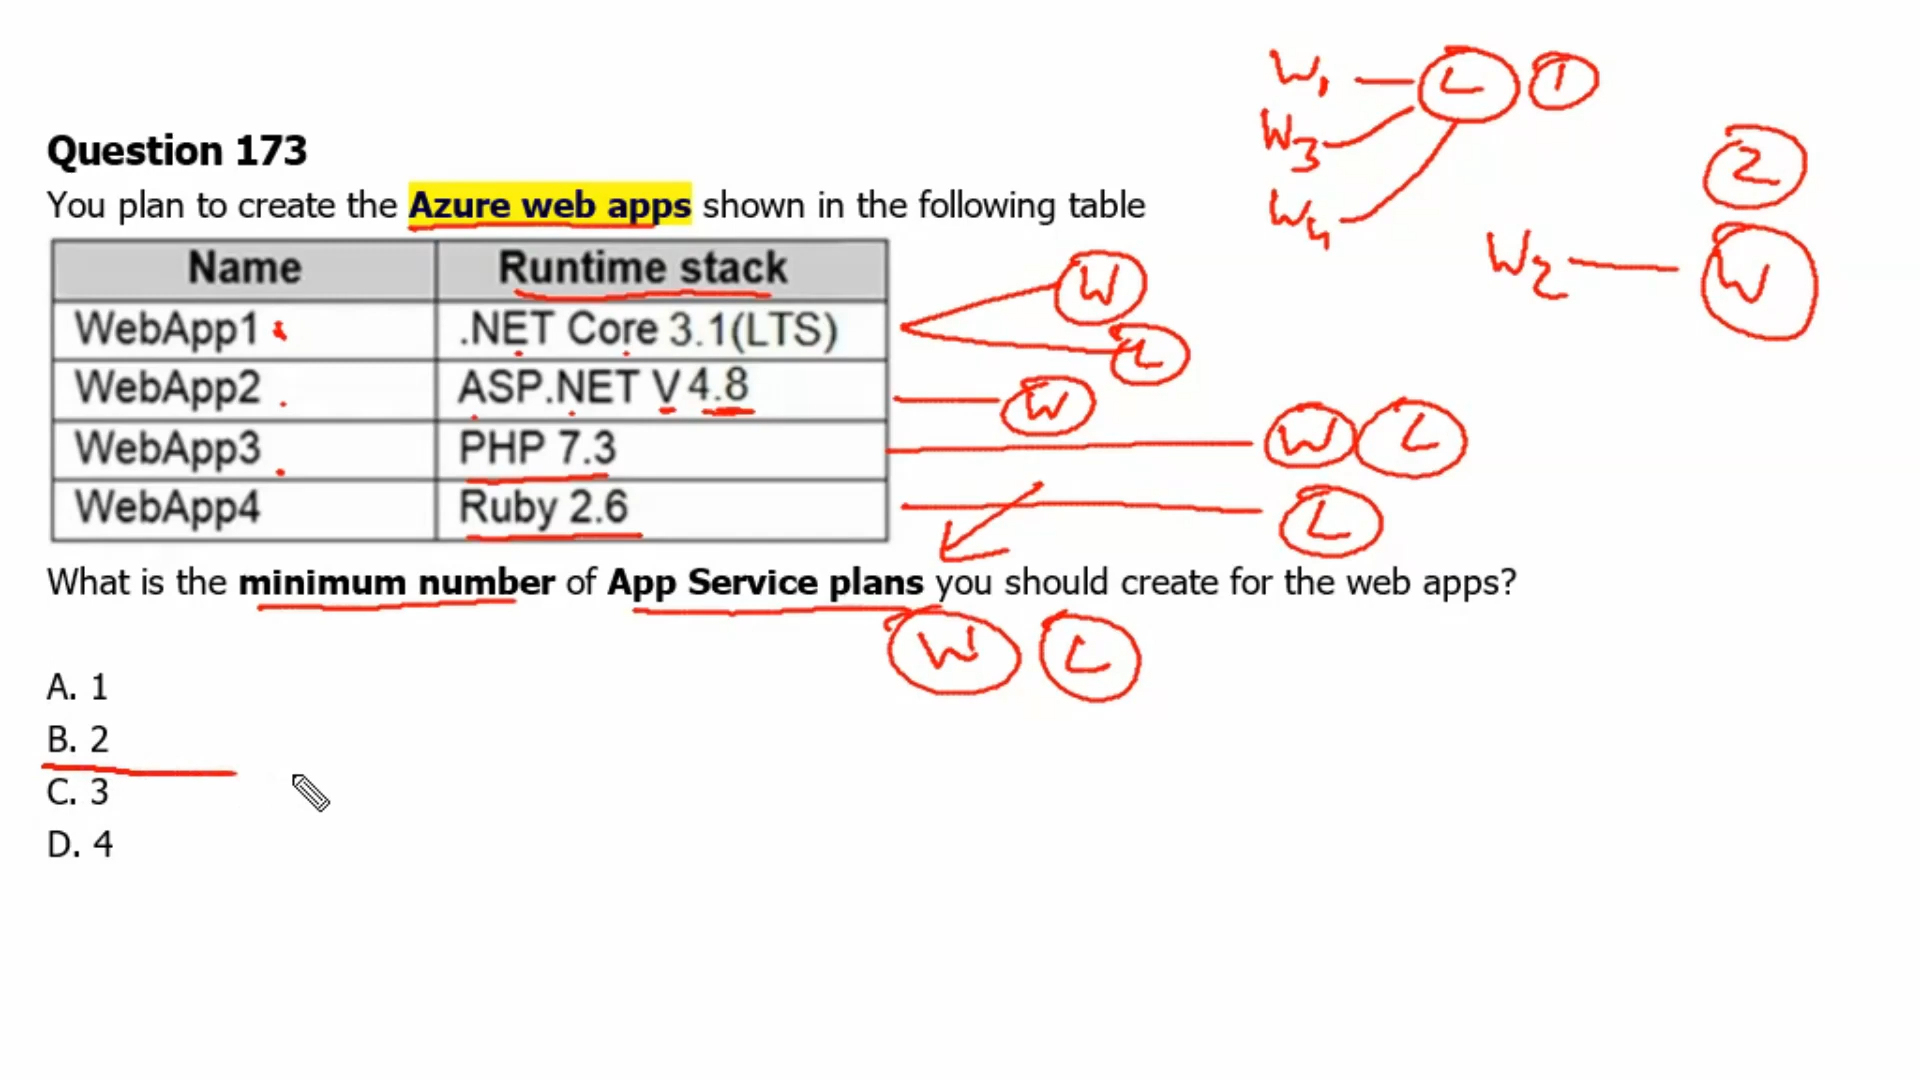 W1 L 1
W3
W4
2
W2 W
Question 173
You plan to create the Azure web apps shown in the following table
Name Runtime stack
WebApp1 .NET Core 3.1(LTS) W L
WebApp2 ASP.NET V4.8 W
WebApp3 PHP 7.3 W L
WebApp4 Ruby 2.6 L
What is the minimum number of App Service plans you should create for the web apps?
W L
A. 1
B. 2
C. 3
D. 4